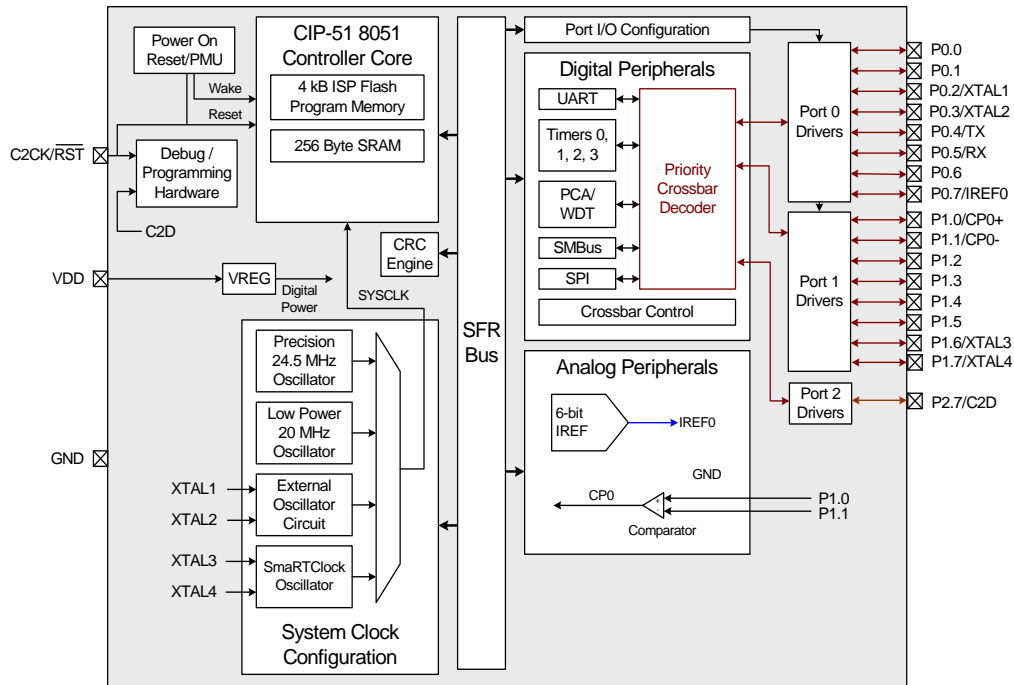 Power On
Reset/PMU
Wake
Reset
C2CK/RST
Debug /
Programming
Hardware
C2D
VDD
VREG
Digital
Power
GND
CIP-51 8051
Controller Core
4 kB ISP Flash
Program Memory
256 Byte SRAM
CRC
Engine
SYSCLK
Precision
24.5 MHz
Oscillator
Low Power
20 MHz
Oscillator
XTAL1
XTAL2
External
Oscillator
Circuit
XTAL3
XTAL4
SmaRTClock
Oscillator
System Clock
Configuration
SFR
Bus
Port I/O Configuration
Digital Peripherals
UART
Timers 0,
1, 2, 3
PCA/
WDT
SMBus
SPI
Priority
Crossbar
Decoder
Crossbar Control
Analog Peripherals
6-bit
IREF
IREF0
GND
CP0
+
-
Comparator
P1.0
P1.1
Port 0
Drivers
Port 1
Drivers
Port 2
Drivers
P0.0
P0.1
P0.2/XTAL1
P0.3/XTAL2
P0.4/TX
P0.5/RX
P0.6
P0.7/IREF0
P1.0/CP0+
P1.1/CP0-
P1.2
P1.3
P1.4
P1.5
P1.6/XTAL3
P1.7/XTAL4
P2.7/C2D